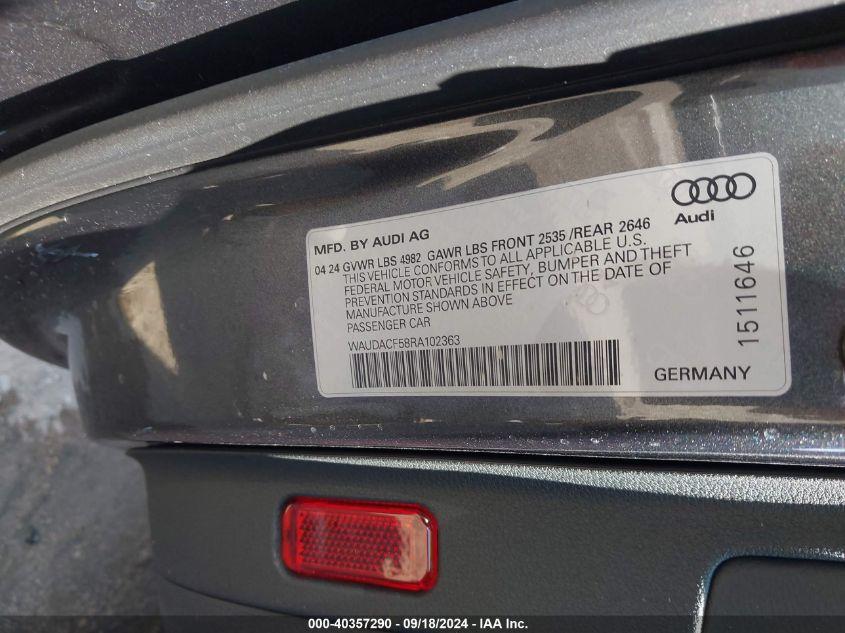 Audi
MFD. BY AUDI AG
04 24 GVWR LBS 4982 GAWR LBS FRONT 2535 /REAR 2646
THIS VEHICLE CONFORMS TO ALL APPLICABLE U.S.
FEDERAL MOTOR VEHICLE SAFETY, BUMPER AND THEFT
PREVENTION STANDARDS IN EFFECT ON THE DATE OF
MANUFACTURE SHOWN ABOVE
PASSENGER CAR
WAUDACF58RA102363
GERMANY
1511646
000-40357290 - 09/18/2024 - IAA Inc.